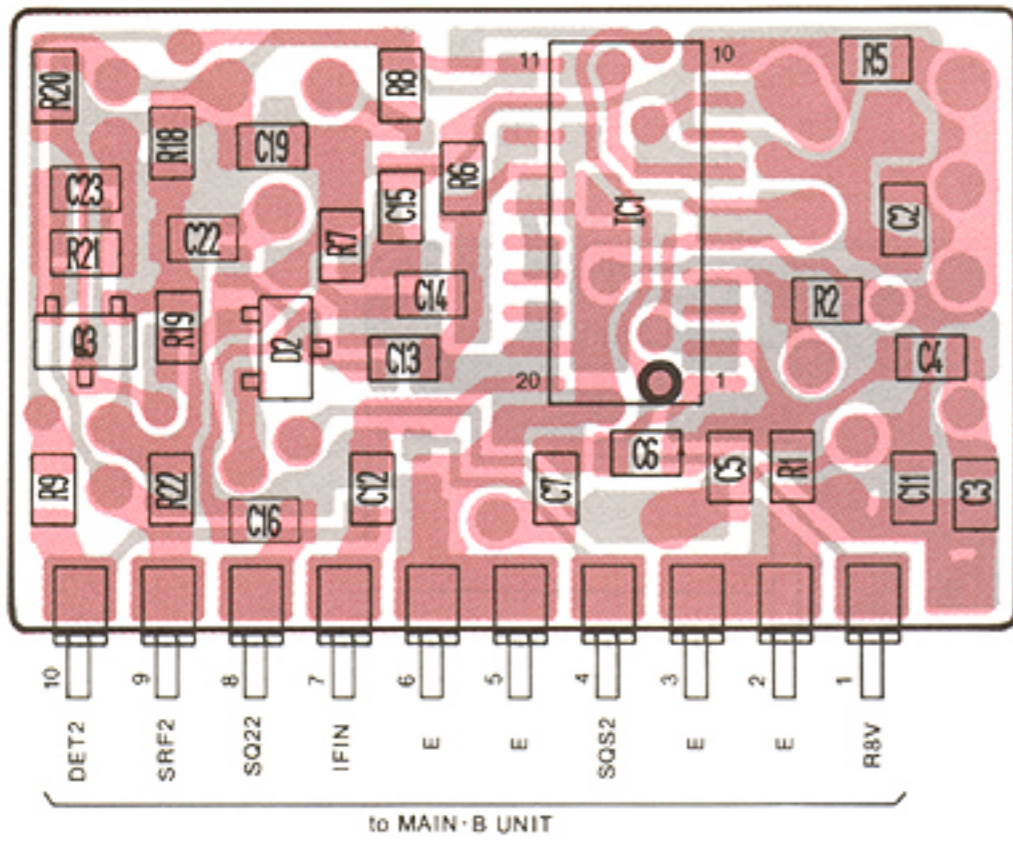 R20
R8
11
10
R5
R18
C19
R6
C23
C15
C2
IC1
C22
R7
R21
C14
R2
R19
D2
C13
C4
20
1
C6
R9
R22
C12
C7
C5
R1
C11
C3
C16
10 9 8 7 6 5 4 3 2 1
DET2 SRF2 SQ22 IFIN E E SQS2 E E R8V
to MAIN·B UNIT